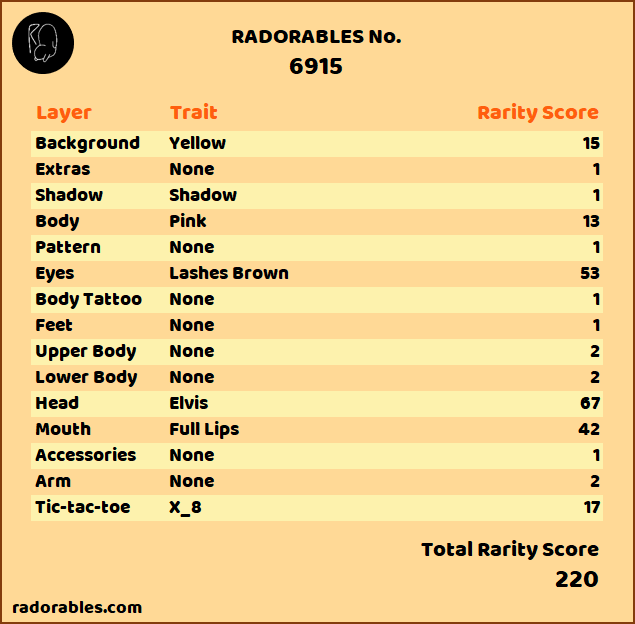 RADORABLES No.
6915
Layer Trait Rarity Score
Background Yellow 15
Extras None 1
Shadow Shadow 1
Body Pink 13
Pattern None 1
Eyes Lashes Brown 53
Body Tattoo None 1
Feet None 1
Upper Body None 2
Lower Body None 2
Head Elvis 67
Mouth Full Lips 42
Accessories None 1
Arm None 2
Tic-tac-toe X_8 17
Total Rarity Score
220
radorables.com